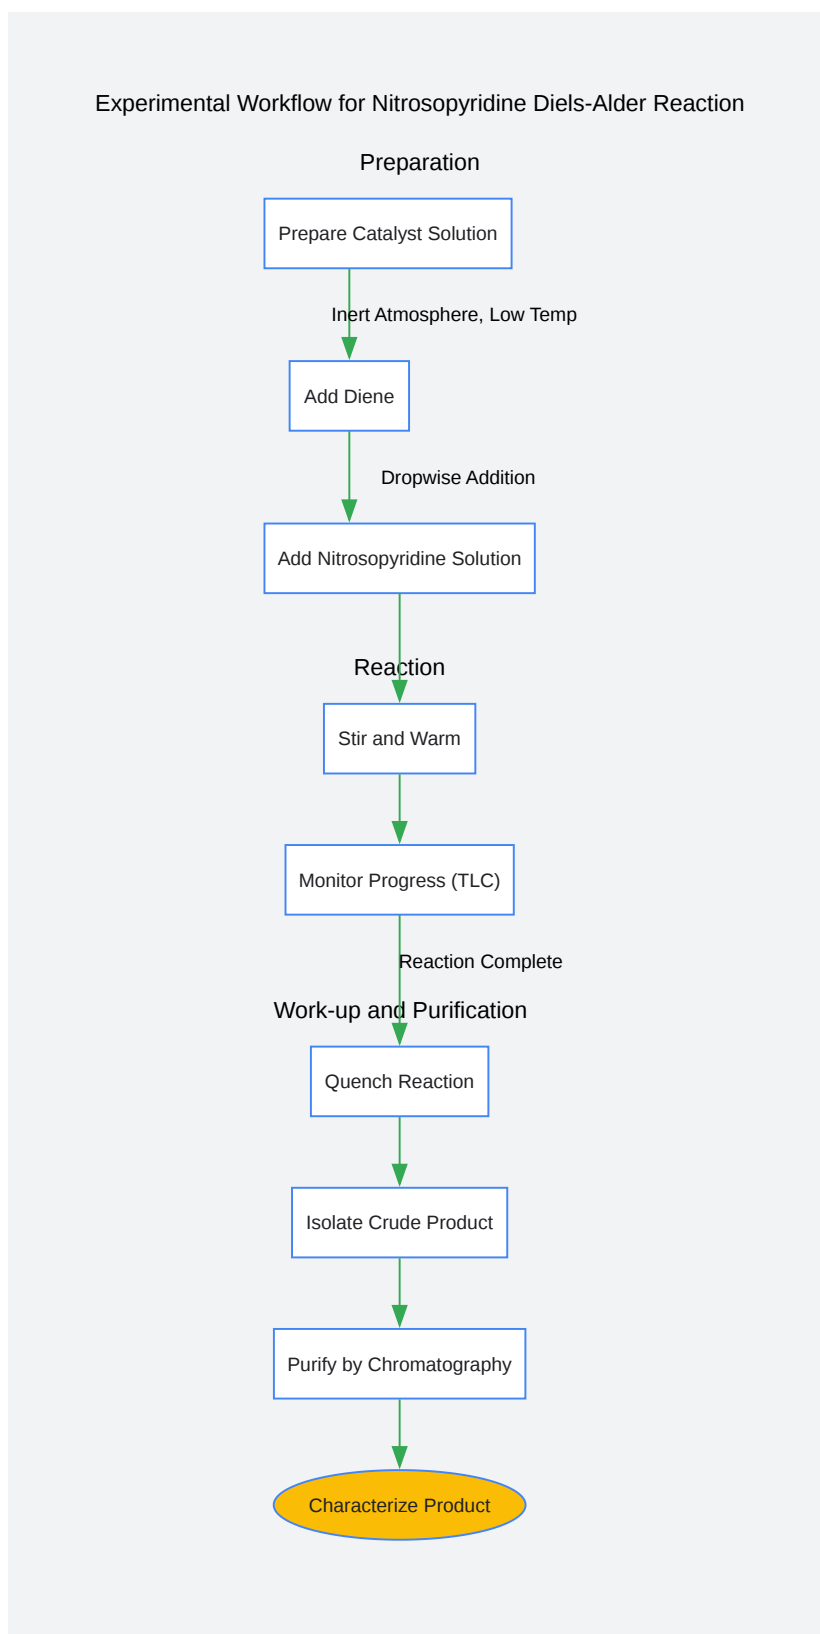 Experimental Workflow for Nitrosopyridine Diels-Alder Reaction
Preparation
Prepare Catalyst Solution
Inert Atmosphere, Low Temp
Add Diene
Dropwise Addition
Add Nitrosopyridine Solution
Reaction
Stir and Warm
Monitor Progress (TLC)
Reaction Complete
Work-up and Purification
Quench Reaction
Isolate Crude Product
Purify by Chromatography
Characterize Product